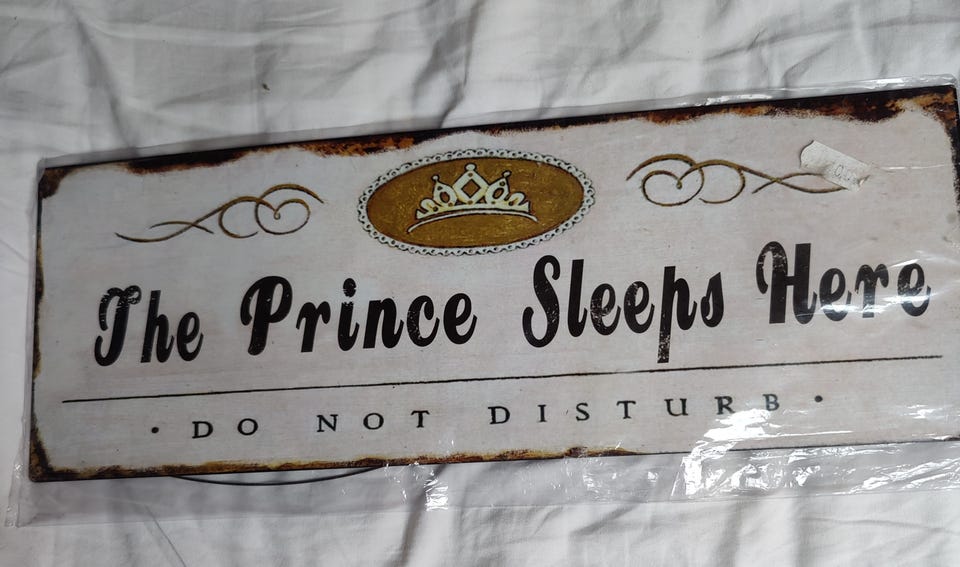 The Prince Sleeps Here
• DO NOT DISTURB •